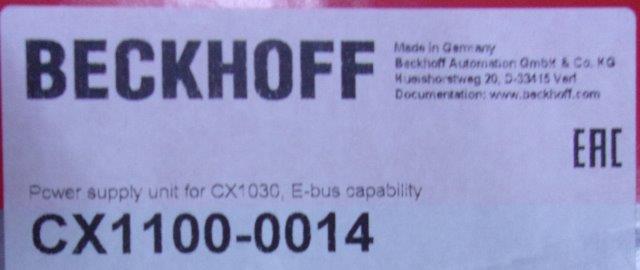 BECKHOFF
Made in Germany
Beckhoff Automation GmbH & Co. KG
Huelshorstweg 20, D-33415 Verl
Documentation: www.beckhoff.com
EAC
Power supply unit for CX1030, E-bus capability
CX1100-0014